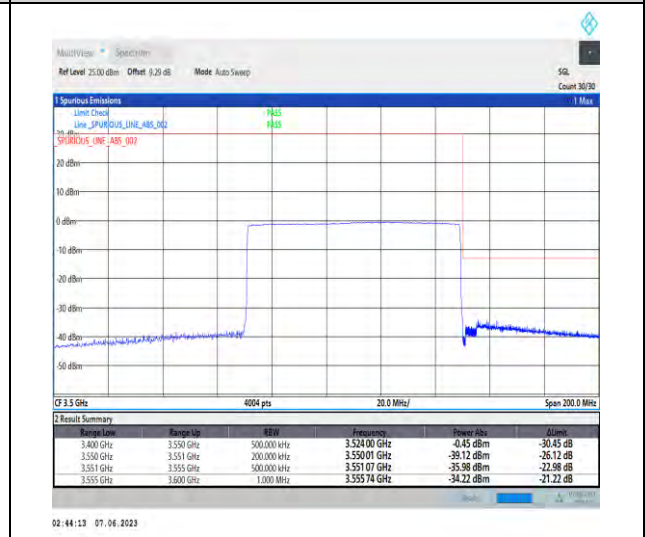 MultiView Spectrum
Ref Level 25.00 dBm Offset 9.29 dB Mode Auto Sweep SGL
Count 30/30
1 Spurious Emissions 1 Max
Limit Check PASS
Line _SPURIOUS_LINE_ABS_002 PASS
_SPURIOUS_LINE_ABS_002
20 dBm
10 dBm
0 dBm
-10 dBm
-20 dBm
-30 dBm
-40 dBm
-50 dBm
CF 3.5 GHz 4004 pts 20.0 MHz/ Span 200.0 MHz
2 Result Summary
Range Low Range Up RBW Frequency Power Abs ΔLimit
3.400 GHz 3.550 GHz 500.000 kHz 3.524 00 GHz -0.45 dBm -30.45 dB
3.550 GHz 3.551 GHz 200.000 kHz 3.550 01 GHz -39.12 dBm -26.12 dB
3.551 GHz 3.555 GHz 500.000 kHz 3.551 07 GHz -35.98 dBm -22.98 dB
3.555 GHz 3.600 GHz 1.000 MHz 3.555 74 GHz -34.22 dBm -21.22 dB
02:44:13 07.06.2023